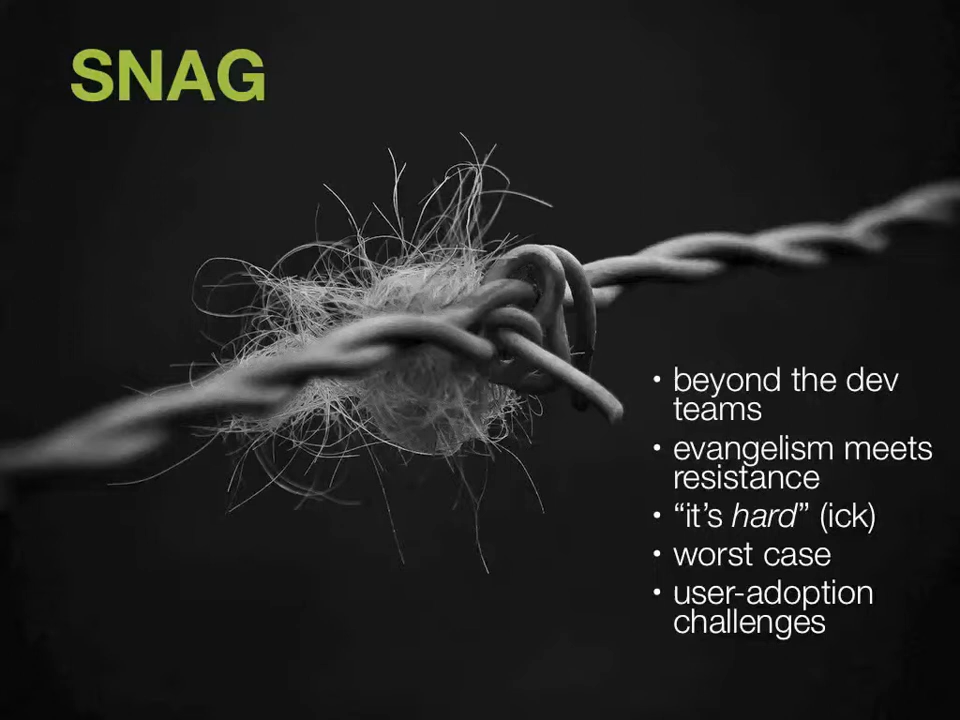 SNAG
• beyond the dev
teams
• evangelism meets
resistance
• “it’s hard” (ick)
• worst case
• user-adoption
challenges